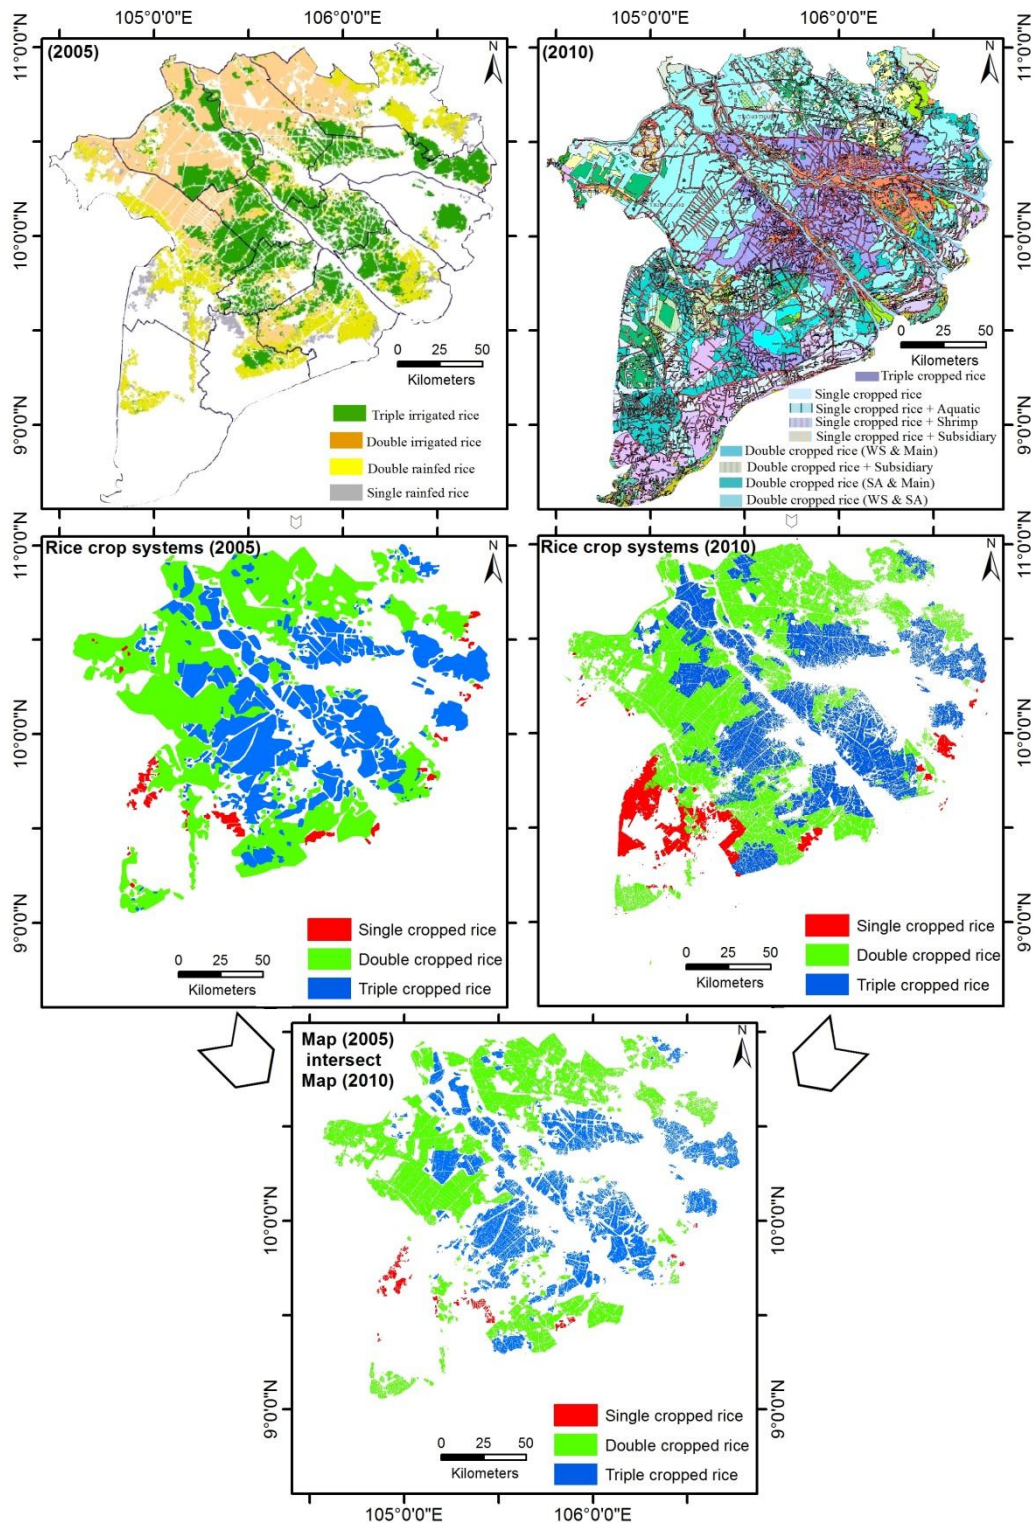 105°0'0"E
106°0'0"E
105°0'0"E
106°0'0"E
(2005)
N
11°0'0"N
10°0'0"N
9°0'0"N
0 25 50
Kilometers
Triple irrigated rice
Double irrigated rice
Double rainfed rice
Single rainfed rice
(2010)
N
11°0'0"N
10°0'0"N
9°0'0"N
0 25 50
Kilometers
Triple cropped rice
Single cropped rice
Single cropped rice + Aquatic
Single cropped rice + Shrimp
Single cropped rice + Subsidiary
Double cropped rice (WS & Main)
Double cropped rice + Subsidiary
Double cropped rice (SA & Main)
Double cropped rice (WS & SA)
Rice crop systems (2005)
N
11°0'0"N
10°0'0"N
9°0'0"N
0 25 50
Kilometers
Single cropped rice
Double cropped rice
Triple cropped rice
Rice crop systems (2010)
N
11°0'0"N
10°0'0"N
9°0'0"N
0 25 50
Kilometers
Single cropped rice
Double cropped rice
Triple cropped rice
Map (2005)
intersect
Map (2010)
N
10°0'0"N
9°0'0"N
0 25 50
Kilometers
Single cropped rice
Double cropped rice
Triple cropped rice
105°0'0"E
106°0'0"E